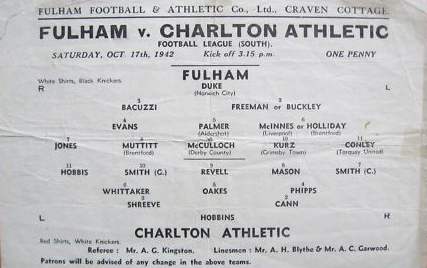 FULHAM FOOTBALL & ATHLETIC Co., Ltd., CRAVEN COTTAGE.
FULHAM v. CHARLTON ATHLETIC
FOOTBALL LEAGUE (SOUTH).
SATURDAY, OCT 17th, 1942 Kick off 3.15 p.m. ONE PENNY
FULHAM
White Shirts, Black Knickers.
R DUKE L
(Norwich City)
2 3
BACUZZI FREEMAN or BUCKLEY
4 5 6
EVANS PALMER McINNES or HOLLIDAY
(Aldershot) (Liverpool) (Brentford)
7 8 9 10 11
JONES MUTTITT McCULLOCH KURZ CONLEY
(Brentford) (Derby County) (Grimsby Town) (Torquay United)
11 10 9 8 7
HOBBIS SMITH (G.) REVELL MASON SMITH (C.)
6 5 4
WHITTAKER OAKES PHIPPS
3 2
SHREEVE CANN
L HOBBINS R
CHARLTON ATHLETIC
Red Shirts, White Knickers.
Referee : Mr. A. G. Kingston. Linesmen : Mr. A. H. Blythe & Mr. A. C. Garwood.
Patrons will be advised of any change in the above teams.